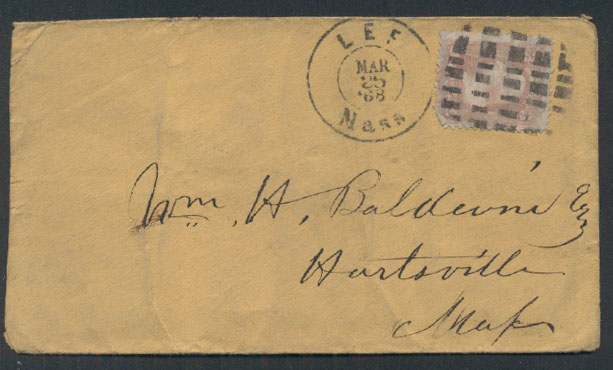 LEE
MAR
25
'68
Mass
Wm. H. Baldwin Esq
Hartsville
Mass